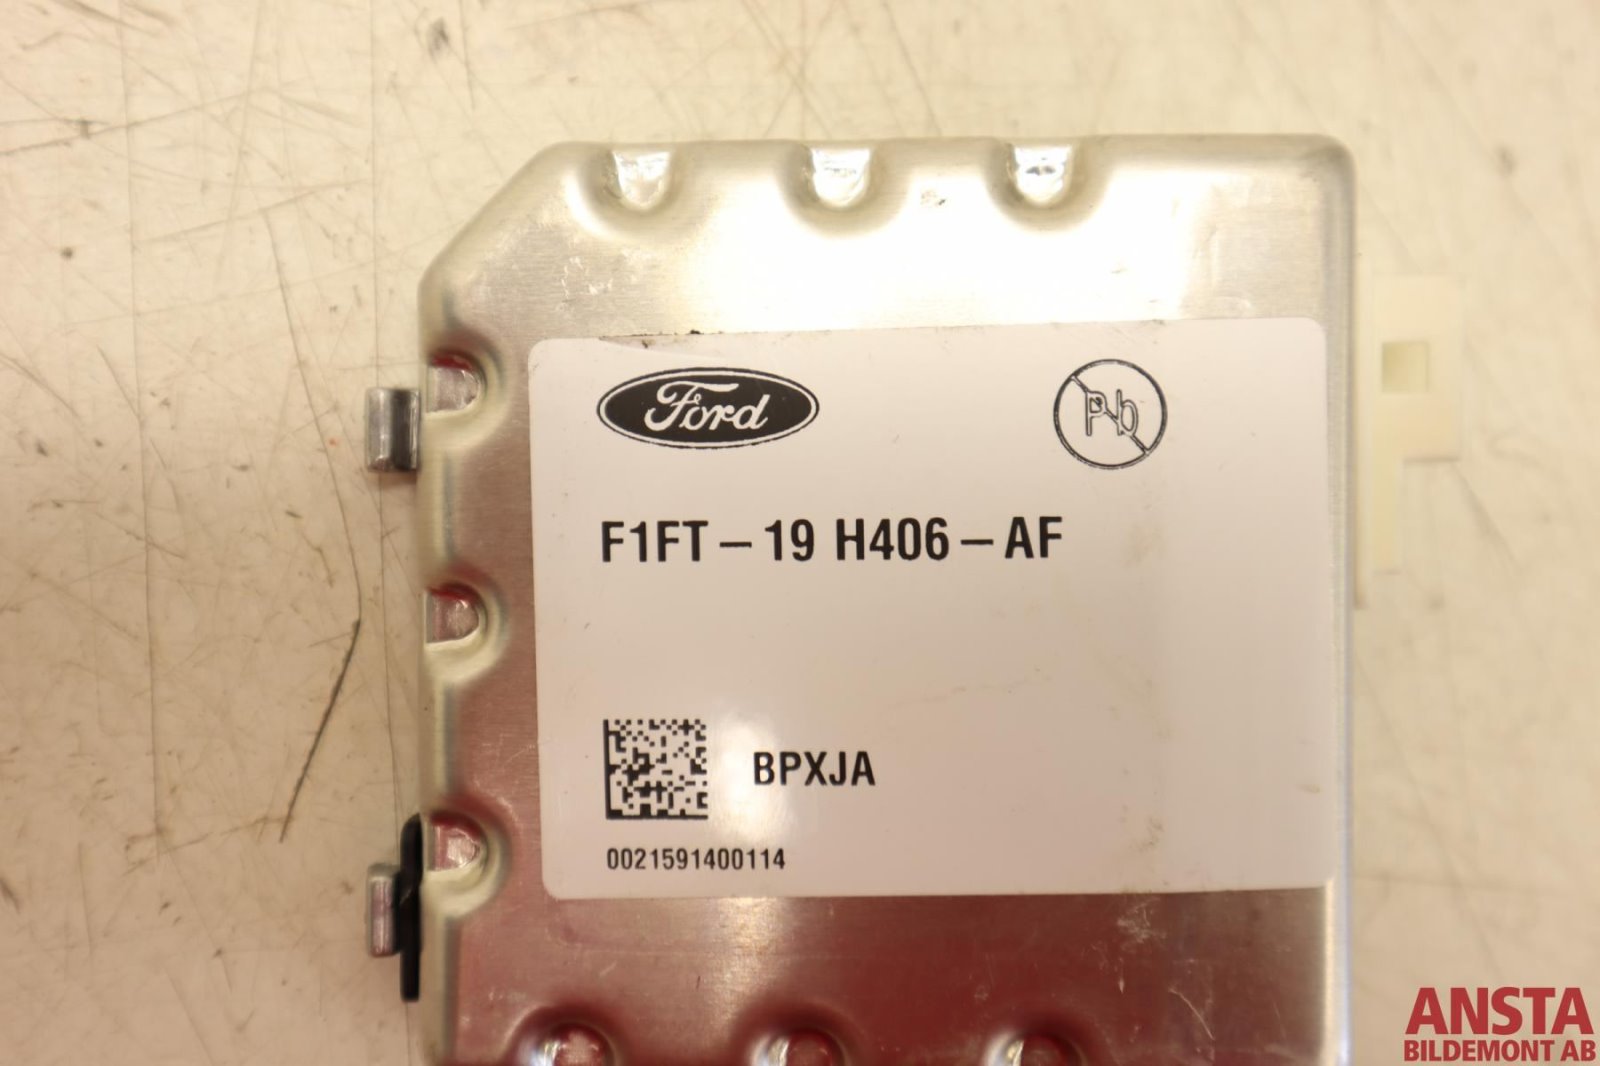 Ford
Pb
F1FT-19 H406-AF
BPXJA
0021591400114
ANSTA
BILDEMONT AB